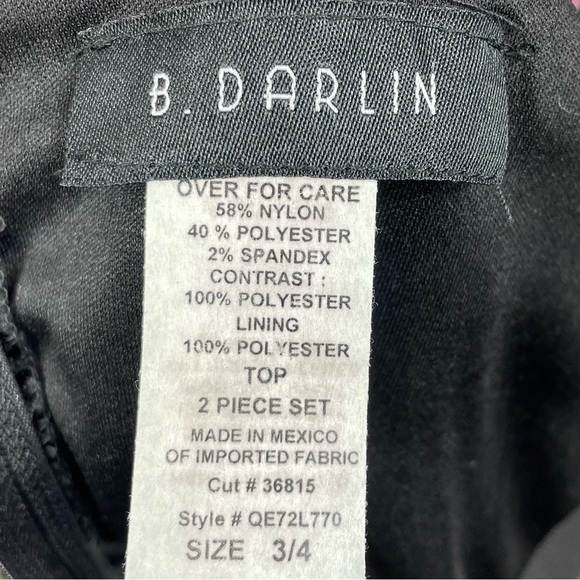 B. DARLIN
OVER FOR CARE
58% NYLON
40 % POLYESTER
2% SPANDEX
CONTRAST :
100% POLYESTER
LINING
100% POLYESTER
TOP
2 PIECE SET
MADE IN MEXICO
OF IMPORTED FABRIC
Cut # 36815
Style # QE72L770
SIZE 3/4